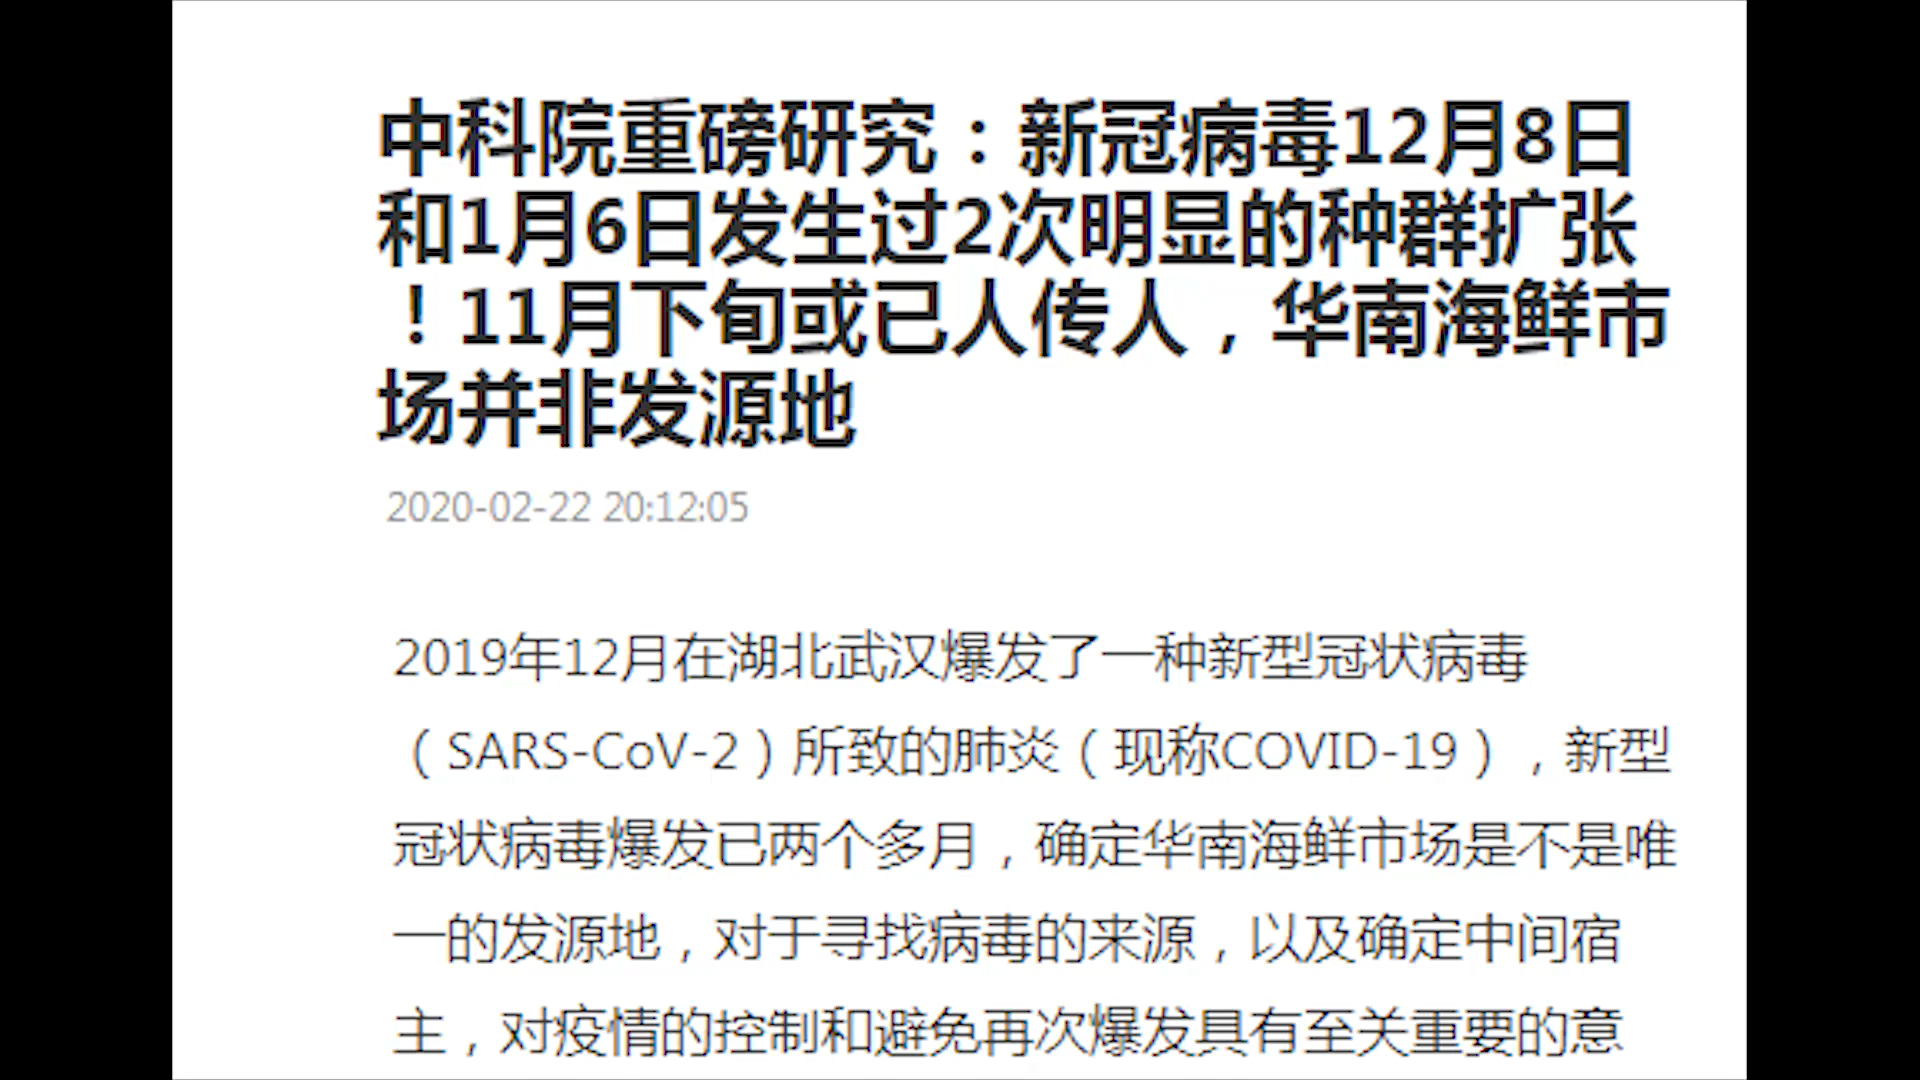 中科院重磅研究：新冠病毒12月8日
和1月6日发生过2次明显的种群扩张
！11月下旬或已人传人，华南海鲜市
场并非发源地
2020-02-22 20:12:05
2019年12月在湖北武汉爆发了一种新型冠状病毒
（SARS-CoV-2）所致的肺炎（现称COVID-19），新型
冠状病毒爆发已两个多月，确定华南海鲜市场是不是唯
一的发源地，对于寻找病毒的来源，以及确定中间宿
主，对疫情的控制和避免再次爆发具有至关重要的意